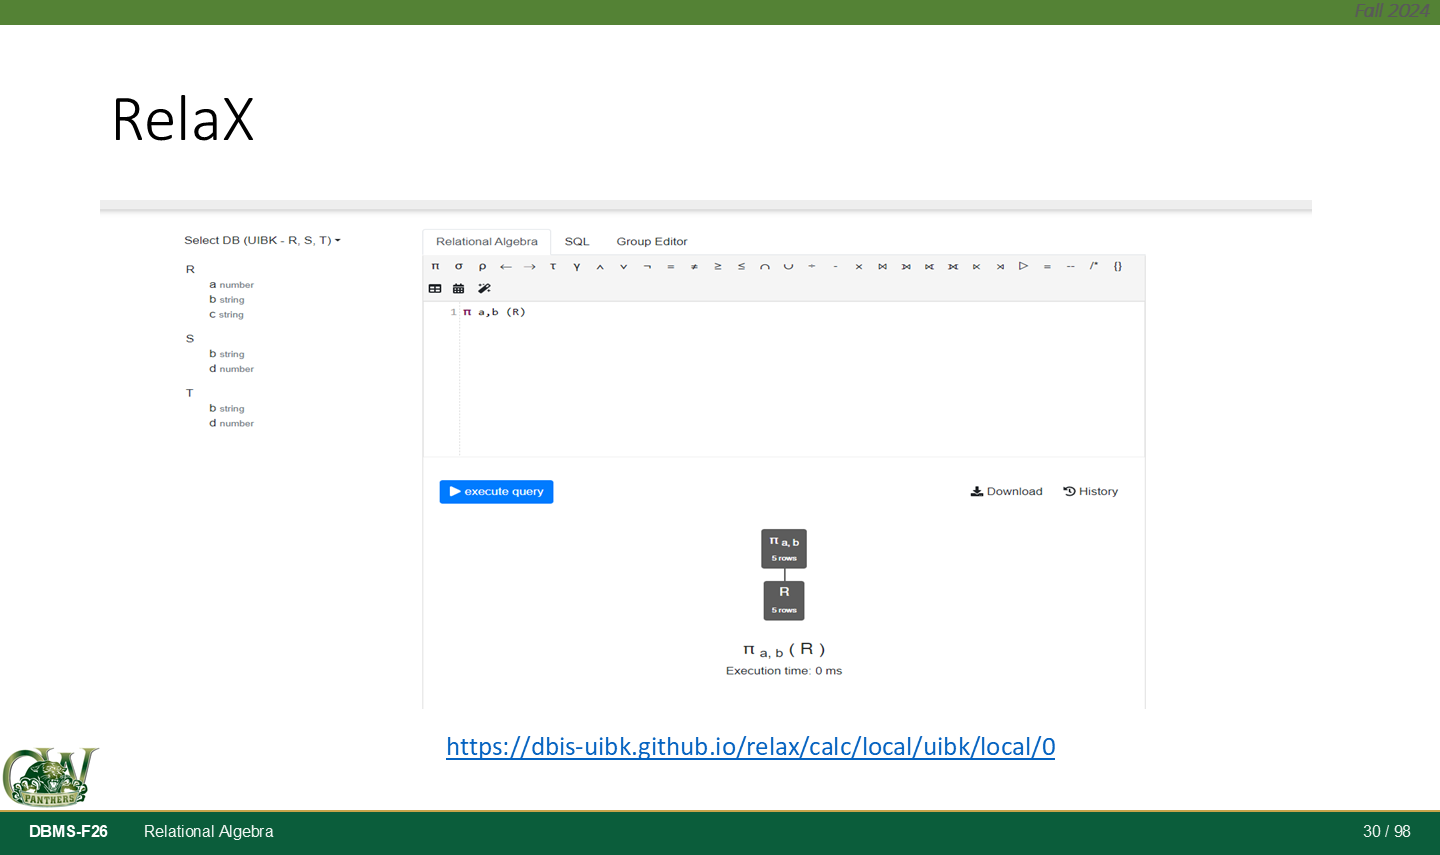 Fall 2024
RelaX
Select DB (UIBK - R, S, T)
R
a number
b string
c string
S
b string
d number
T
b string
d number
Relational Algebra SQL Group Editor
π σ ρ ← → τ γ ∧ ∨ ¬ = ≠ ≥ ≤ ∩ ∪ ÷ - × ⋈ ⟕ ⟖ ⟗ ⋉ ⋊ ▷ = -- /* {}
1 π a,b (R)
execute query Download History
π a, b
5 rows
R
5 rows
π a, b ( R )
Execution time: 0 ms
https://dbis-uibk.github.io/relax/calc/local/uibk/local/0
OW
PANTHERS
DBMS-F26 Relational Algebra 30 / 98